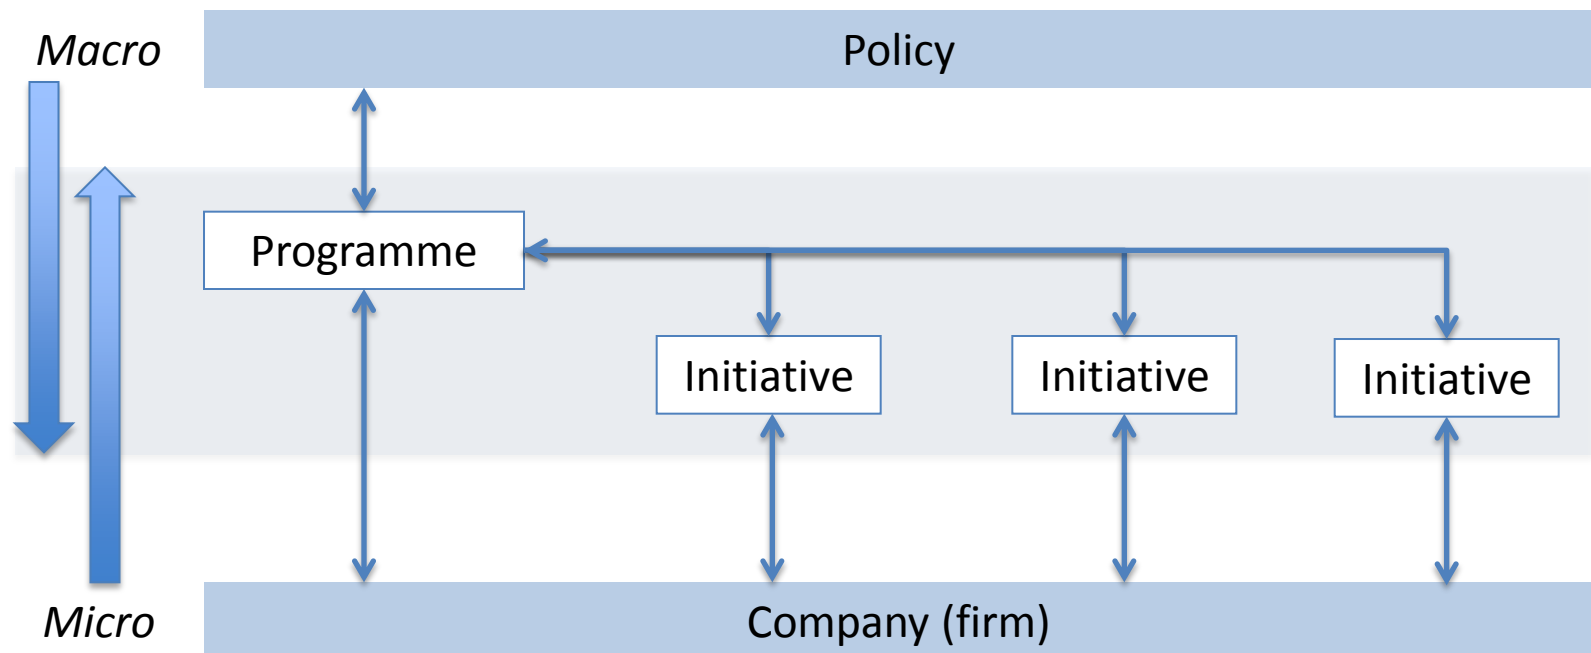 Macro
Policy
Programme
Initiative
Initiative
Initiative
Micro
Company (firm)